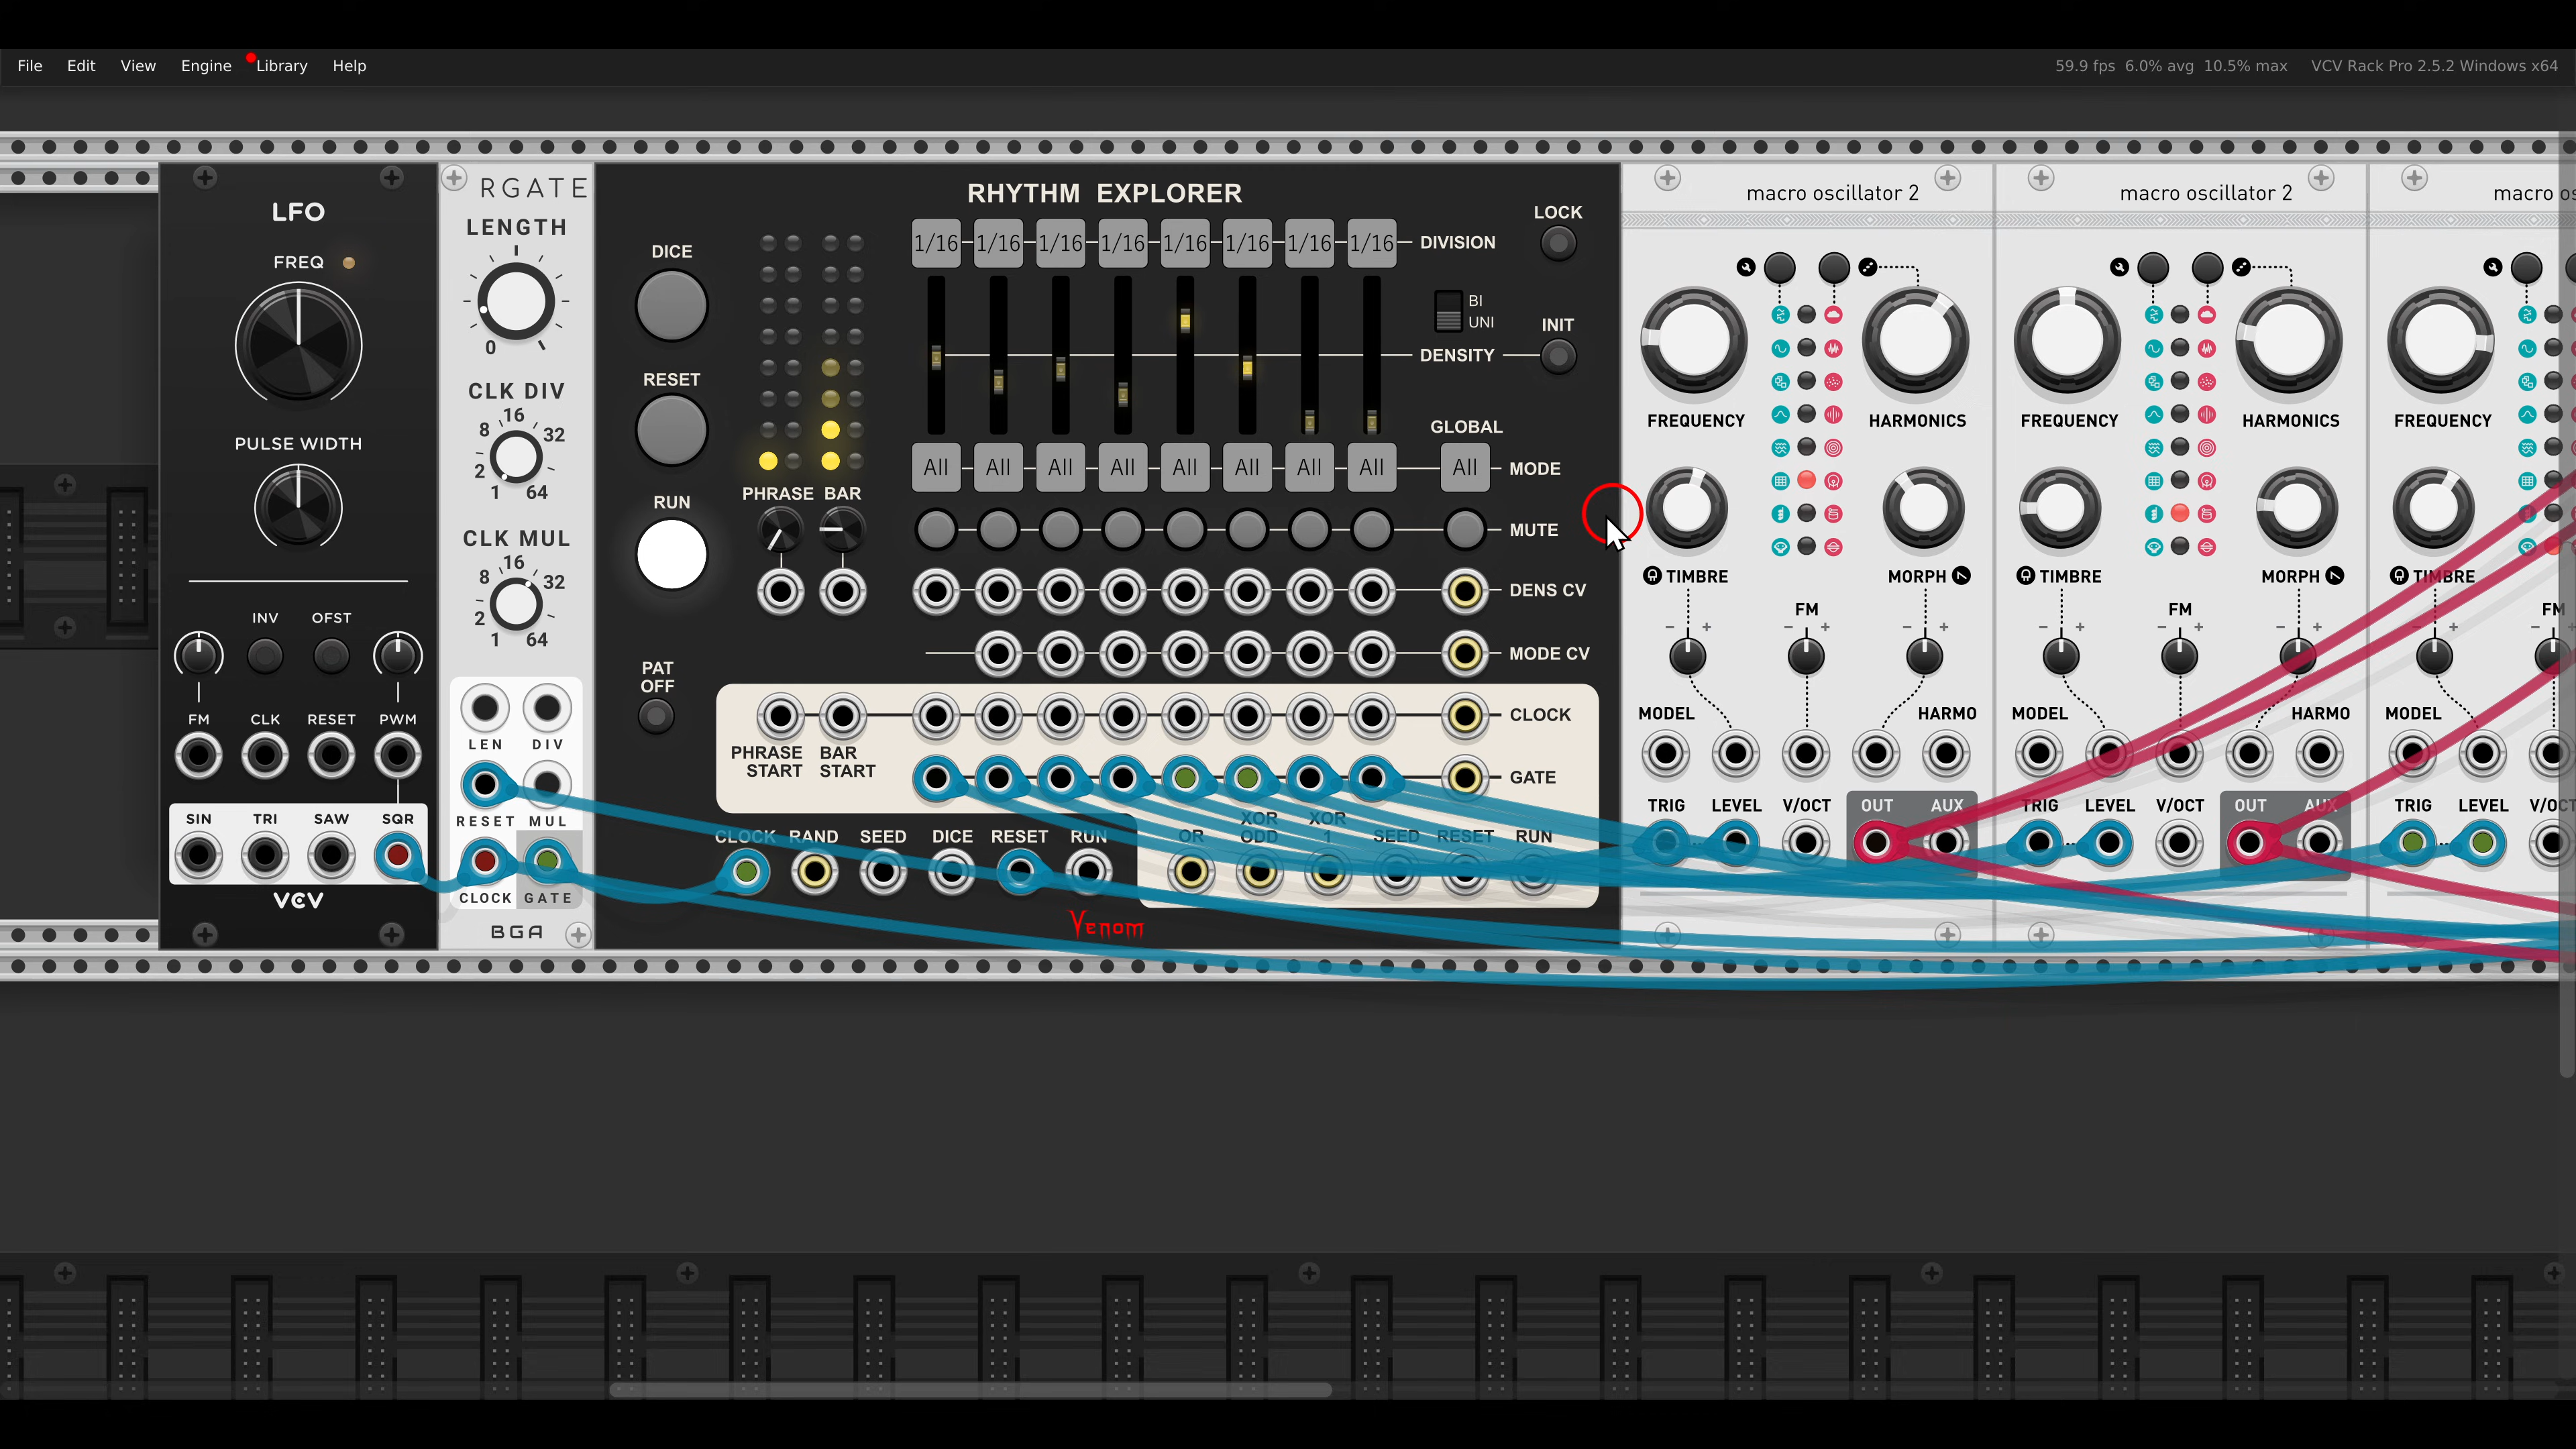 File Edit View Engine Library Help
59.9 fps 6.0% avg 10.5% max VCV Rack Pro 2.5.2 Windows x64
LFO
FREQ
PULSE WIDTH
INV OFST
FM CLK RESET PWM
SIN TRI SAW SQR
VCV
RGATE
LENGTH
0
CLK DIV
1 2 8 16 32 64
CLK MUL
1 2 8 16 32 64
LEN DIV
RESET MUL
CLOCK GATE
BGA
RHYTHM EXPLORER
DICE
RESET
RUN
PAT
OFF
PHRASE BAR
1/16 1/16 1/16 1/16 1/16 1/16 1/16 1/16 DIVISION
LOCK
BI
UNI
INIT
DENSITY
GLOBAL
All All All All All All All All All MODE
MUTE
DENS CV
MODE CV
CLOCK
PHRASE
START
BAR
START
GATE
CLOCK RAND SEED DICE RESET RUN
OR XOR
ODD
XOR
1
SEED RESET RUN
Venom
macro oscillator 2
FREQUENCY HARMONICS
TIMBRE MORPH
FM
- + - + - +
MODEL HARMO
TRIG LEVEL V/OCT OUT AUX
macro oscillator 2
FREQUENCY HARMONICS
TIMBRE MORPH
FM
- + - + - +
MODEL HARMO
TRIG LEVEL V/OCT OUT AUX
macro os
FREQUENCY
TIMBRE
FM
- + -
MODEL
TRIG LEVEL V/OC